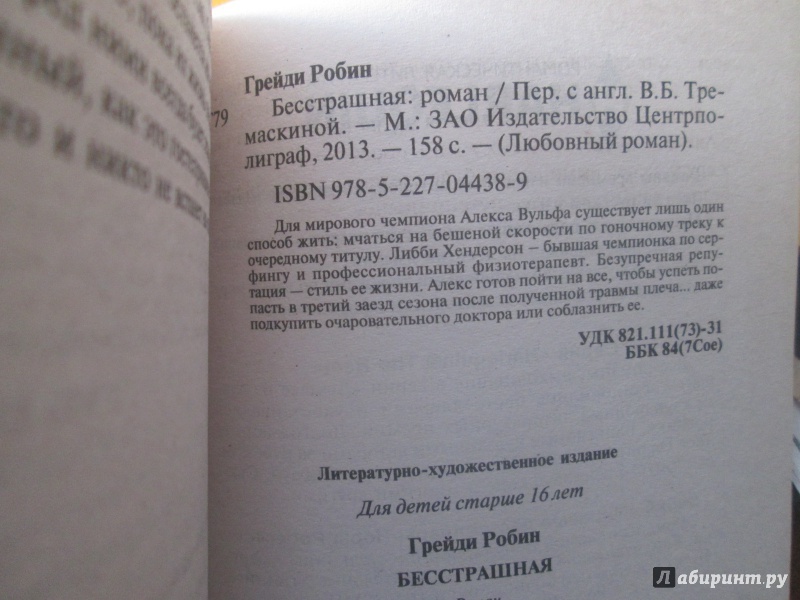 Грейди Робин
79
Бесстрашная: роман / Пер. с англ. В.Б. Тре-
маскиной. — М.: ЗАО Издательство Центрпо-
лиграф, 2013. — 158 с. — (Любовный роман).
ISBN 978-5-227-04438-9
Для мирового чемпиона Алекса Вульфа существует лишь один
способ жить: мчаться на бешеной скорости по гоночному треку к
очередному титулу. Либби Хендерсон – бывшая чемпионка по сер-
фингу и профессиональный физиотерапевт. Безупречная репу-
тация — стиль ее жизни. Алекс готов пойти на все, чтобы успеть по-
пасть в третий заезд сезона после полученной травмы плеча... даже
подкупить очаровательного доктора или соблазнить ее.
УДК 821.111(73)-31
ББК 84(7Сое)
Литературно-художественное издание
Для детей старше 16 лет
Грейди Робин
БЕССТРАШНАЯ
Лабиринт.ру